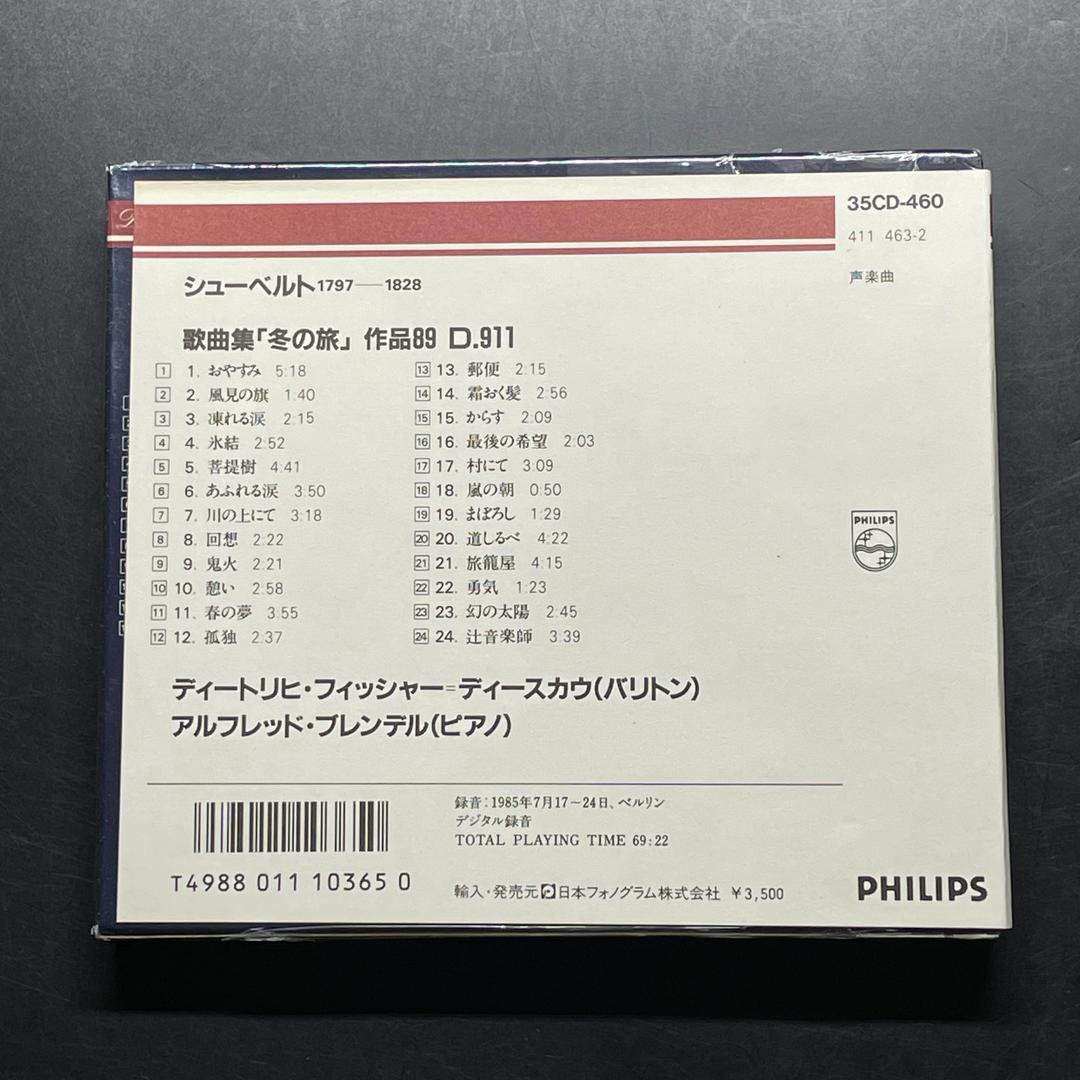 35CD-460
411 463-2
声楽曲
シューベルト1797—1828
歌曲集「冬の旅」 作品89 D.911
1 1. おやすみ 5:18
2 2. 風見の旗 1:40
3 3. 凍れる涙 2:15
4 4. 氷結 2:52
5 5. 菩提樹 4:41
6 6. あふれる涙 3:50
7 7. 川の上にて 3:18
8 8. 回想 2:22
9 9. 鬼火 2:21
10 10. 憩い 2:58
11 11. 春の夢 3:55
12 12. 孤独 2:37
13 13. 郵便 2:15
14 14. 霜おく髪 2:56
15 15. からす 2:09
16 16. 最後の希望 2:03
17 17. 村にて 3:09
18 18. 嵐の朝 0:50
19 19. まぼろし 1:29
20 20. 道しるべ 4:22
21 21. 旅籠屋 4:15
22 22. 勇気 1:23
23 23. 幻の太陽 2:45
24 24. 辻音楽師 3:39
PHILIPS
ディートリヒ・フィッシャー=ディースカウ(バリトン)
アルフレッド・ブレンデル(ピアノ)
録音:1985年7月17〜24日、ベルリン
デジタル録音
TOTAL PLAYING TIME 69:22
T4988 011 10365 0
輸入・発売元 日本フォノグラム株式会社 ¥3,500
PHILIPS